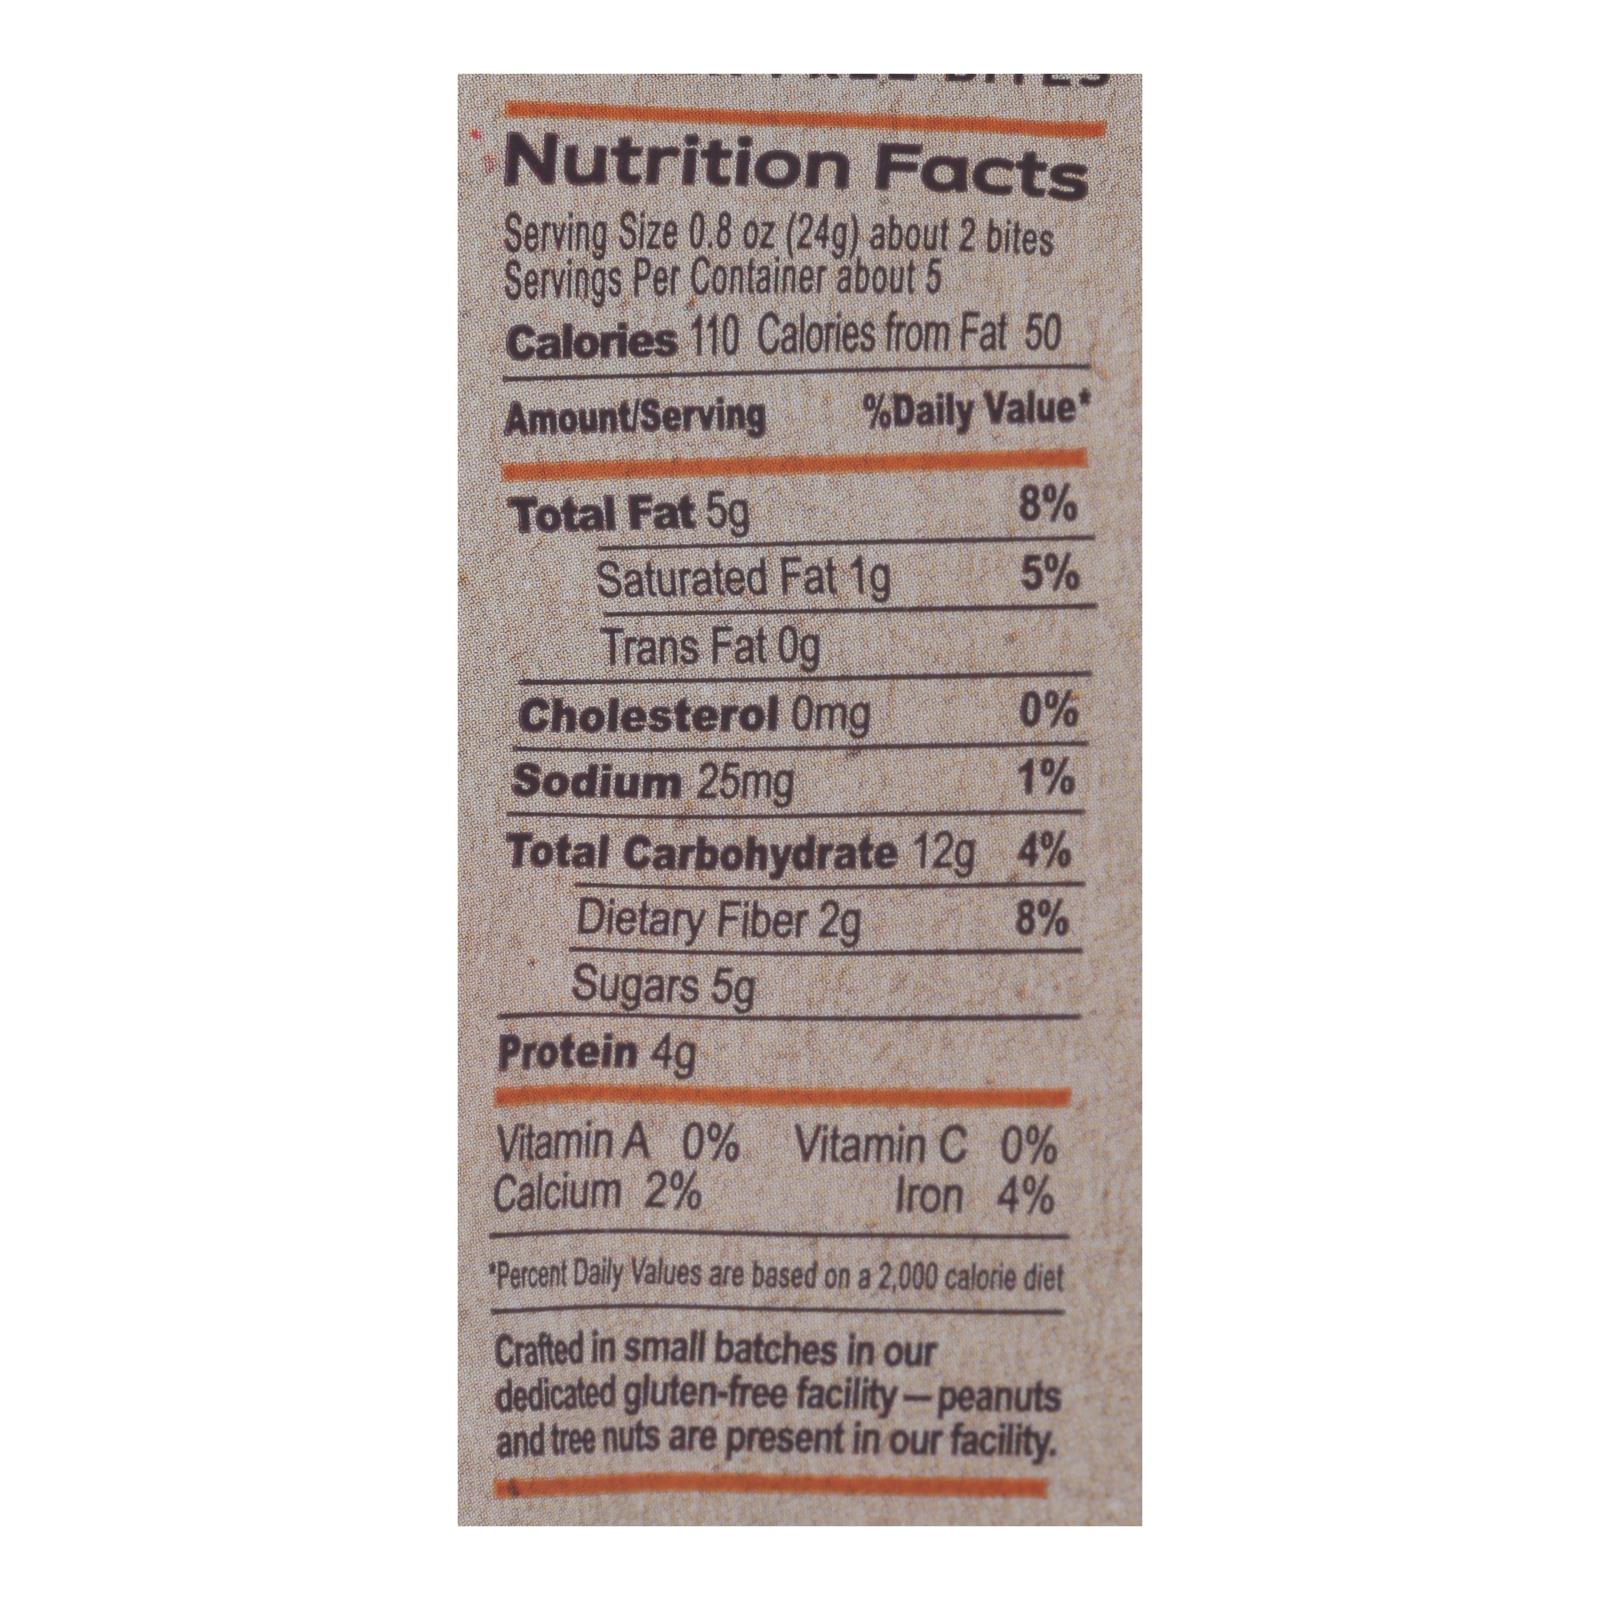 BITES
Nutrition Facts
Serving Size 0.8 oz (24g) about 2 bites
Servings Per Container about 5
Calories 110 Calories from Fat 50
Amount/Serving %Daily Value*
Total Fat 5g 8%
Saturated Fat 1g 5%
Trans Fat 0g
Cholesterol 0mg 0%
Sodium 25mg 1%
Total Carbohydrate 12g 4%
Dietary Fiber 2g 8%
Sugars 5g
Protein 4g
Vitamin A 0% Vitamin C 0%
Calcium 2% Iron 4%
*Percent Daily Values are based on a 2,000 calorie diet
Crafted in small batches in our
dedicated gluten-free facility—peanuts
and tree nuts are present in our facility.